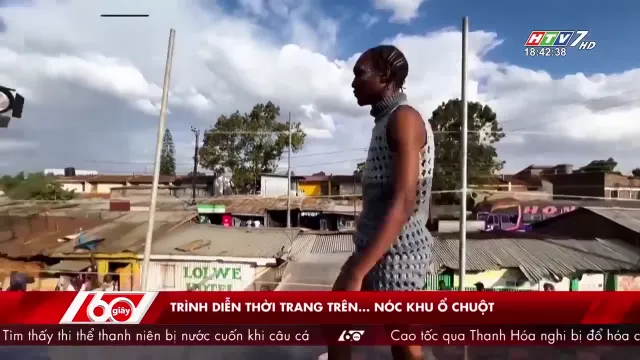 HTV7 HD
18:42:38
LOLWE
HOTEL
60 giây
TRÌNH DIỄN THỜI TRANG TRÊN... NÓC KHU Ổ CHUỘT
Tìm thấy thi thể thanh niên bị nước cuốn khi câu cá
60
Cao tốc qua Thanh Hóa nghi bị đổ hóa c